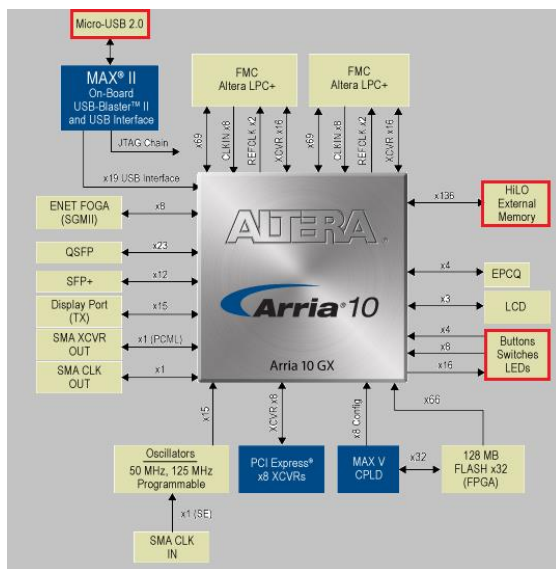 Micro-USB 2.0
MAX® II
On-Board
USB-Blaster™ II
and USB Interface
FMC
Altera LPC+
FMC
Altera LPC+
JTAG Chain
x69
CLKIN x8
REFCLK x2
XCVR x16
x69
CLKIN x8
REFCLK x2
XCVR x16
x19 USB Interface
ENET FOGA
(SGMII)
x8
QSFP
x23
SFP+
x12
Display Port
(TX)
x15
SMA XCVR
OUT
x1 (PCML)
SMA CLK
OUT
x1
ALTERA®
Arria® 10
Arria 10 GX
x136
HiLO
External
Memory
x4
EPCQ
x3
LCD
x4
x8
x16
Buttons
Switches
LEDs
x15
XCVR x8
x8 Config
x66
Oscillators
50 MHz, 125 MHz
Programmable
PCI Express®
x8 XCVRs
MAX V
CPLD
x32
128 MB
FLASH x32
(FPGA)
x1 (SE)
SMA CLK
IN